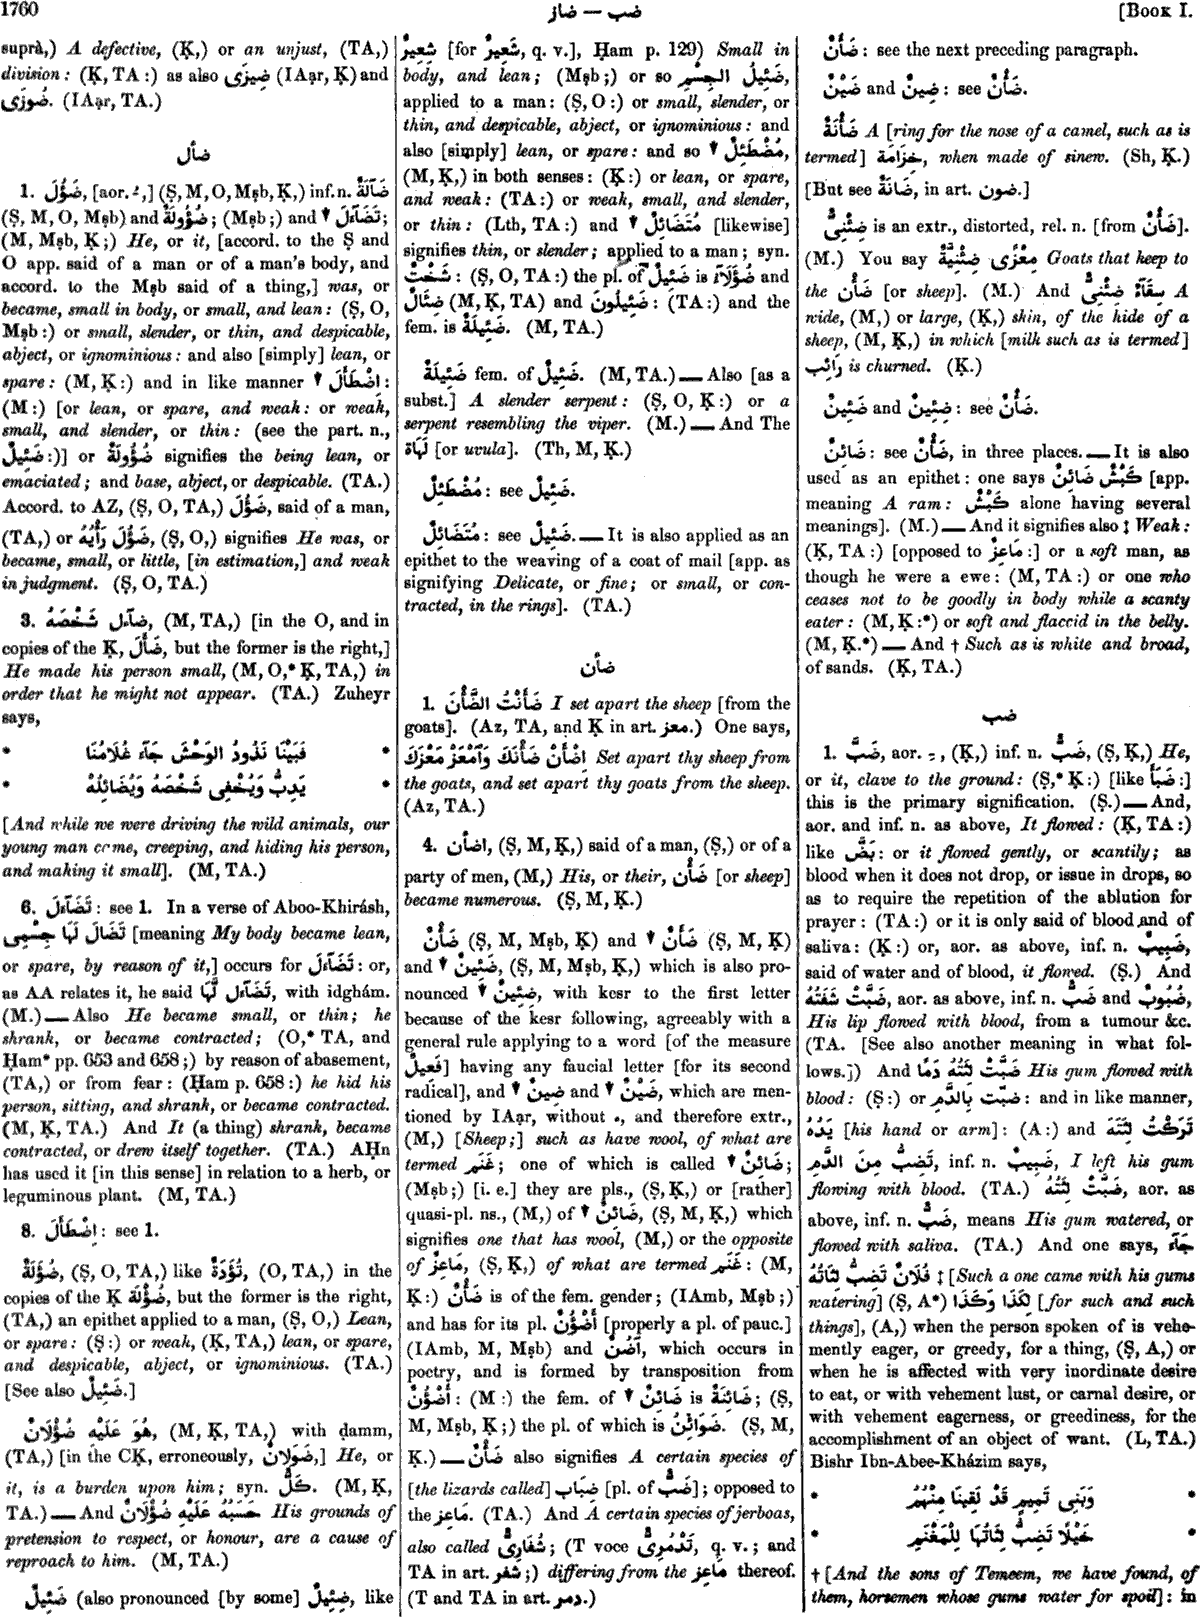 1760
ضب — ضاز
[BOOK I.
suprà,) A defective, (Ḳ,) or an unjust, (TA,)
division: (Ḳ, TA:) as also ضِيزَى (IAạr, Ḳ) and
ضُوزَى. (IAạr, TA.)
ضأل
1. ضَؤُلَ, [aor. ـُ,] (Ṣ, M, O, Mṣb, Ḳ,) inf. n. ضَآلَةٌ
(Ṣ, M, O, Mṣb) and ضُؤُولَةٌ; (Mṣb;) and ▼ تَضَآءَلَ;
(M, Mṣb, Ḳ;) He, or it, [accord. to the Ṣ and
O app. said of a man or of a man's body, and
accord. to the Mṣb said of a thing,] was, or
became, small in body, or small, and lean: (Ṣ, O,
Mṣb:) or small, slender, or thin, and despicable,
abject, or ignominious: and also [simply] lean, or
spare: (M, Ḳ:) and in like manner ▼ اِضْطَأَلَ:
(M:) [or lean, or spare, and weak: or weak,
small, and slender, or thin: (see the part. n.,
ضَئِيلٌ:)] or ضُؤُولَةٌ signifies the being lean, or
emaciated; and base, abject, or despicable. (TA.)
Accord. to AZ, (Ṣ, O, TA,) ضَؤُلَ, said of a man,
(TA,) or ضَؤُلَ رَأْيُهُ, (Ṣ, O,) signifies He was, or
became, small, or little, [in estimation,] and weak
in judgment. (Ṣ, O, TA.)
3. ضآءل شَخْصَهُ, (M, TA,) [in the O, and in
copies of the Ḳ, ضَأَلَ, but the former is the right,]
He made his person small, (M, O,* Ḳ, TA,) in
order that he might not appear. (TA.) Zuheyr
says,
* فَبَيْنَا نَذُودُ الوَحْشَ جَآءَ غُلَامُنَا *
* يَدِبُّ وَيُخْفِى شَخْصَهُ وَيُضَائِلُهْ *
[And while we were driving the wild animals, our
young man came, creeping, and hiding his person,
and making it small]. (M, TA.)
6. تَضَآءَلَ: see 1. In a verse of Aboo-Khirásh,
تَضَالَ لَهَا جِسْمِى [meaning My body became lean,
or spare, by reason of it,] occurs for تَضَآءَلَ: or,
as AA relates it, he said تَضَآءَل لَّهَا, with idghám.
(M.) — Also He became small, or thin; he
shrank, or became contracted; (O,* TA, and
Ḥam* pp. 653 and 658;) by reason of abasement,
(TA,) or from fear: (Ḥam p. 658:) he hid his
person, sitting, and shrank, or became contracted.
(M, Ḳ, TA.) And It (a thing) shrank, became
contracted, or drew itself together. (TA.) AḤn
has used it [in this sense] in relation to a herb, or
leguminous plant. (M, TA.)
8. اِضْطَأَلَ: see 1.
ضُؤَلَةٌ, (Ṣ, O, TA,) like تُؤَدَةٌ, (O, TA,) in the
copies of the Ḳ ضُؤْلَةٌ, but the former is the right,
(TA,) an epithet applied to a man, (Ṣ, O,) Lean,
or spare: (Ṣ:) or weak, (Ḳ, TA,) lean, or spare,
and despicable, abject, or ignominious. (TA.)
[See also ضَئِيلٌ.]
هُوَ عَلَيْهِ ضُؤْلَانٌ, (M, Ḳ, TA,) with ḍamm,
(TA,) [in the CḲ, erroneously, ضَوْلَانٌ,] He, or
it, is a burden upon him; syn. كَلٌّ. (M, Ḳ,
TA.) — And حَسَبُهُ عَلَيْهِ ضُؤْلَانٌ His grounds of
pretension to respect, or honour, are a cause of
reproach to him. (M, TA.)
ضَئِيلٌ (also pronounced [by some] ضِئِيلٌ, like
شِعِيرٌ [for شَعِيرٌ, q. v.], Ḥam p. 129) Small in
body, and lean; (Mṣb;) or so ضَئِيلُ الجِسْمِ,
applied to a man: (Ṣ, O:) or small, slender, or
thin, and despicable, abject, or ignominious: and
also [simply] lean, or spare: and so ▼ مُضْطَئِلٌ,
(M, Ḳ,) in both senses: (Ḳ:) or lean, or spare,
and weak: (TA:) or weak, small, and slender,
or thin: (Lth, TA:) and ▼ مُتَضَائِلٌ [likewise]
signifies thin, or slender; applied to a man; syn.
شَخْتٌ: (Ṣ, O, TA:) the pl. of ضَئِيلٌ is ضُؤَلَآءُ and
ضِئَالٌ (M, Ḳ, TA) and ضَئِيلُونَ: (TA:) and the
fem. is ضَئِيلَةٌ. (M, TA.)
ضَئِيلَةٌ fem. of ضَئِيلٌ. (M, TA.) — Also [as a
subst.] A slender serpent: (Ṣ, O, Ḳ:) or a
serpent resembling the viper. (M.) — And The
لَهَاة [or uvula]. (Th, M, Ḳ.)
مُضْطَئِلٌ: see ضَئِيلٌ.
مُتَضَائِلٌ: see ضَئِيلٌ. — It is also applied as an
epithet to the weaving of a coat of mail [app. as
signifying Delicate, or fine; or small, or con-
tracted, in the rings]. (TA.)
ضأن
1. ضَأَنْتُ الضَّأْنَ I set apart the sheep [from the
goats]. (Az, TA, and Ḳ in art. معز.) One says,
اِضْأَنْ ضَأْنَكَ وَٱمْعَزْ مَعْزَكَ Set apart thy sheep from
the goats, and set apart thy goats from the sheep.
(Az, TA.)
4. اضأن, (Ṣ, M, Ḳ,) said of a man, (Ṣ,) or of a
party of men, (M,) His, or their, ضَأْن [or sheep]
became numerous. (Ṣ, M, Ḳ.)
ضَأْنٌ (Ṣ, M, Mṣb, Ḳ) and ▼ ضَأَنٌ (Ṣ, M, Ḳ)
and ▼ ضَئِينٌ, (Ṣ, M, Mṣb, Ḳ,) which is also pro-
nounced ▼ ضِئِينٌ, with kesr to the first letter
because of the kesr following, agreeably with a
general rule applying to a word [of the measure
فَعِيلٌ] having any faucial letter [for its second
radical], and ▼ ضِينٌ and ▼ ضَيْنٌ, which are men-
tioned by IAạr, without ء, and therefore extr.,
(M,) [Sheep;] such as have wool, of what are
termed غَنَم; one of which is called ▼ ضَائِنٌ;
(Mṣb;) [i. e.] they are pls., (Ṣ, Ḳ,) or [rather]
quasi-pl. ns., (M,) of ▼ ضَائِنٌ, (Ṣ, M, Ḳ,) which
signifies one that has wool, (M,) or the opposite
of مَاعِزٌ, (Ṣ, Ḳ,) of what are termed غَنَم: (M,
Ḳ:) ضَأْنٌ is of the fem. gender; (IAmb, Mṣb;)
and has for its pl. أَضْؤُنٌ [properly a pl. of pauc.]
(IAmb, M, Mṣb) and آضُنٌ, which occurs in
poetry, and is formed by transposition from
أَضْؤُنٌ: (M:) the fem. of ▼ ضَائِنٌ is ضَائِنَةٌ; (Ṣ,
M, Mṣb, Ḳ;) the pl. of which is ضَوَائِنُ. (Ṣ, M,
Ḳ.) — ضَأْنٌ also signifies A certain species of
[the lizards called] ضِبَاب [pl. of ضَبٌّ]; opposed to
the مَاعِز. (TA.) And A certain species of jerboas,
also called شُفَارِىٌّ; (T voce تَدْمُرِىٌّ, q. v.; and
TA in art. شفر;) differing from the مَاعِز thereof.
(T and TA in art. دمر.)
ضَأَنٌ: see the next preceding paragraph.
ضَيْنٌ and ضِينٌ: see ضَأْنٌ.
ضَأْنَةٌ A [ring for the nose of a camel, such as is
termed] خِزَامَة, when made of sinew. (Sh, Ḳ.)
[But see ضَانَةٌ, in art. ضون.]
ضِئْنِىٌّ is an extr., distorted, rel. n. [from ضَأْنٌ].
(M.) You say مِعْزًى ضِئْنِيَّةٌ Goats that keep to
the ضَأْن [or sheep]. (M.) And سِقَآءٌ ضِئْنِىٌّ A
wide, (M,) or large, (Ḳ,) skin, of the hide of a
sheep, (M, Ḳ,) in which [milk such as is termed]
رَائِب is churned. (Ḳ.)
ضَئِينٌ and ضِئِينٌ: see ضَأْنٌ.
ضَائِنٌ: see ضَأْنٌ, in three places. — It is also
used as an epithet: one says كَبْشٌ ضَائِنٌ [app.
meaning A ram: كَبْشٌ alone having several
meanings]. (M.) — And it signifies also ‡ Weak:
(Ḳ, TA:) [opposed to مَاعِزٌ:] or a soft man, as
though he were a ewe: (M, TA:) or one who
ceases not to be goodly in body while a scanty
eater: (M, Ḳ:*) or soft and flaccid in the belly.
(M, Ḳ.*) — And † Such as is white and broad,
of sands. (Ḳ, TA.)
ضب
1. ضَبَّ, aor. ـِ, (Ḳ,) inf. n. ضَبٌّ, (Ṣ, Ḳ,) He,
or it, clave to the ground: (Ṣ,* Ḳ:) [like ضَبَأَ:]
this is the primary signification. (Ṣ.) — And,
aor. and inf. n. as above, It flowed: (Ḳ, TA:)
like بَضَّ: or it flowed gently, or scantily; as
blood when it does not drop, or issue in drops, so
as to require the repetition of the ablution for
prayer: (TA:) or it is only said of blood and of
saliva: (Ḳ:) or, aor. as above, inf. n. ضَبِيبٌ,
said of water and of blood, it flowed. (Ṣ.) And
ضَبَّتْ شَفَتُهُ, aor. as above, inf. n. ضَبٌّ and ضُبُوبٌ,
His lip flowed with blood, from a tumour &c.
(TA. [See also another meaning in what fol-
lows.]) And ضَبَّتْ لِثَتُهُ دَمًا His gum flowed with
blood: (Ṣ:) or ضبّت بِالدَّمِ: and in like manner,
يَدُهُ [his hand or arm]: (A:) and تَرَكْتُ لِثَتَهُ
تَضِبُّ مِنَ الدَّمِ, inf. n. ضَبِيبٌ, I left his gum
flowing with blood. (TA.) ضَبَّتْ لِثَتُهُ, aor. as
above, inf. n. ضَبٌّ, means His gum watered, or
flowed with saliva. (TA.) And one says, جَآءَ
فُلَانٌ تَضِبُّ لِثَاتُهُ ‡ [Such a one came with his gums
watering] (Ṣ, A*) لِكَذَا وَكَذَا [for such and such
things], (A,) when the person spoken of is vehe-
mently eager, or greedy, for a thing, (Ṣ, A,) or
when he is affected with very inordinate desire
to eat, or with vehement lust, or carnal desire, or
with vehement eagerness, or greediness, for the
accomplishment of an object of want. (L, TA.)
Bishr Ibn-Abee-Kházim says,
* وَبَنِى تَمِيمٍ قَدْ لَقِينَا مِنْهُمُ *
* خَيْلًا تَضِبُّ لِثَاتُهَا لِلْمَغْنَمِ *
† [And the sons of Temeem, we have found, of
them, horsemen whose gums water for spoil]: in